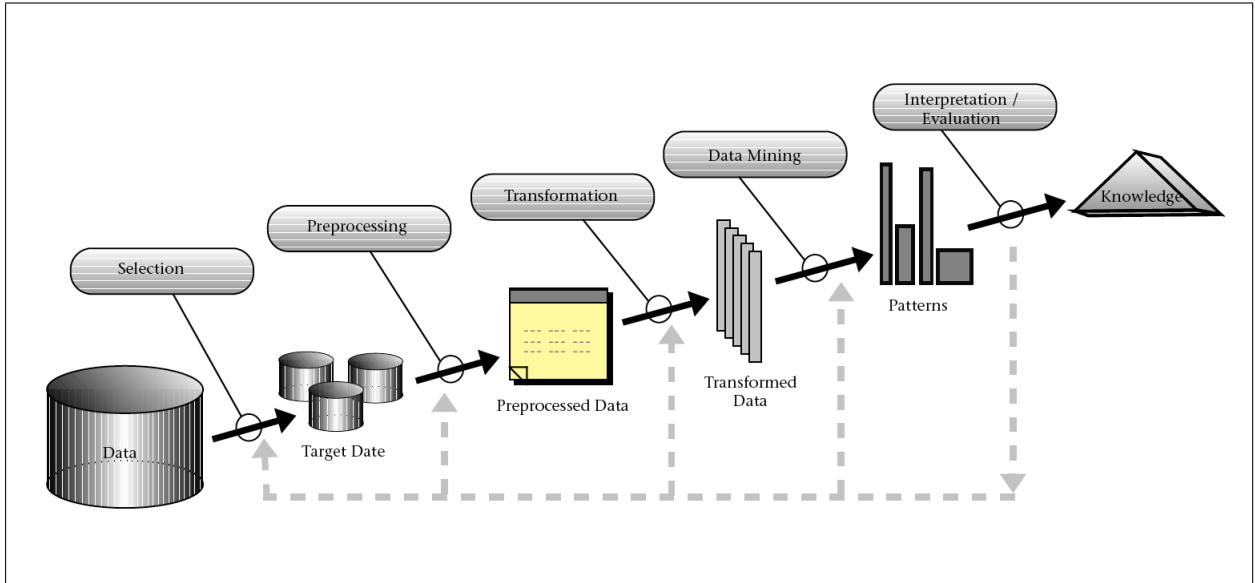 Interpretation /
Evaluation
Data Mining
Transformation
Preprocessing
Selection
Knowledge
Patterns
Transformed
Data
Preprocessed Data
Target Date
Data